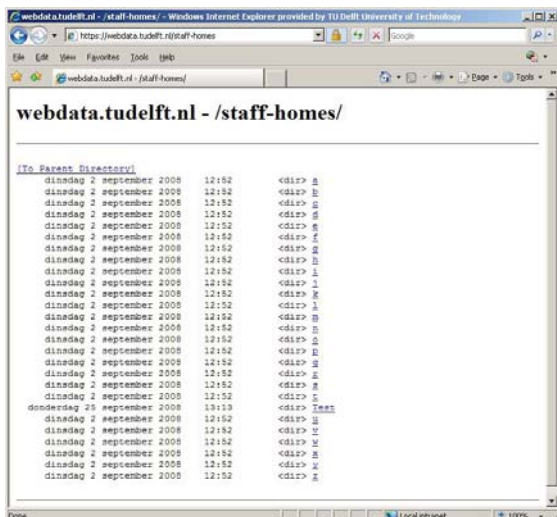 webdata.tudelft.nl - /staff-homes/ - Windows Internet Explorer provided by TU Delft University of Technology
https://webdata.tudelft.nl/staff-homes
Google
File Edit View Favorites Tools Help
webdata.tudelft.nl - /staff-homes/
Page Tools
webdata.tudelft.nl - /staff-homes/
[To Parent Directory]
dinsdag 2 september 2008 12:52 <dir> a
dinsdag 2 september 2008 12:52 <dir> b
dinsdag 2 september 2008 12:52 <dir> c
dinsdag 2 september 2008 12:52 <dir> d
dinsdag 2 september 2008 12:52 <dir> e
dinsdag 2 september 2008 12:52 <dir> f
dinsdag 2 september 2008 12:52 <dir> g
dinsdag 2 september 2008 12:52 <dir> h
dinsdag 2 september 2008 12:52 <dir> i
dinsdag 2 september 2008 12:52 <dir> j
dinsdag 2 september 2008 12:52 <dir> k
dinsdag 2 september 2008 12:52 <dir> l
dinsdag 2 september 2008 12:52 <dir> m
dinsdag 2 september 2008 12:52 <dir> n
dinsdag 2 september 2008 12:52 <dir> o
dinsdag 2 september 2008 12:52 <dir> p
dinsdag 2 september 2008 12:52 <dir> q
dinsdag 2 september 2008 12:52 <dir> r
dinsdag 2 september 2008 12:52 <dir> s
dinsdag 2 september 2008 12:52 <dir> t
donderdag 25 september 2008 13:13 <dir> Test
dinsdag 2 september 2008 12:52 <dir> u
dinsdag 2 september 2008 12:52 <dir> v
dinsdag 2 september 2008 12:52 <dir> w
dinsdag 2 september 2008 12:52 <dir> x
dinsdag 2 september 2008 12:52 <dir> y
dinsdag 2 september 2008 12:52 <dir> z
Done Local intranet 100%